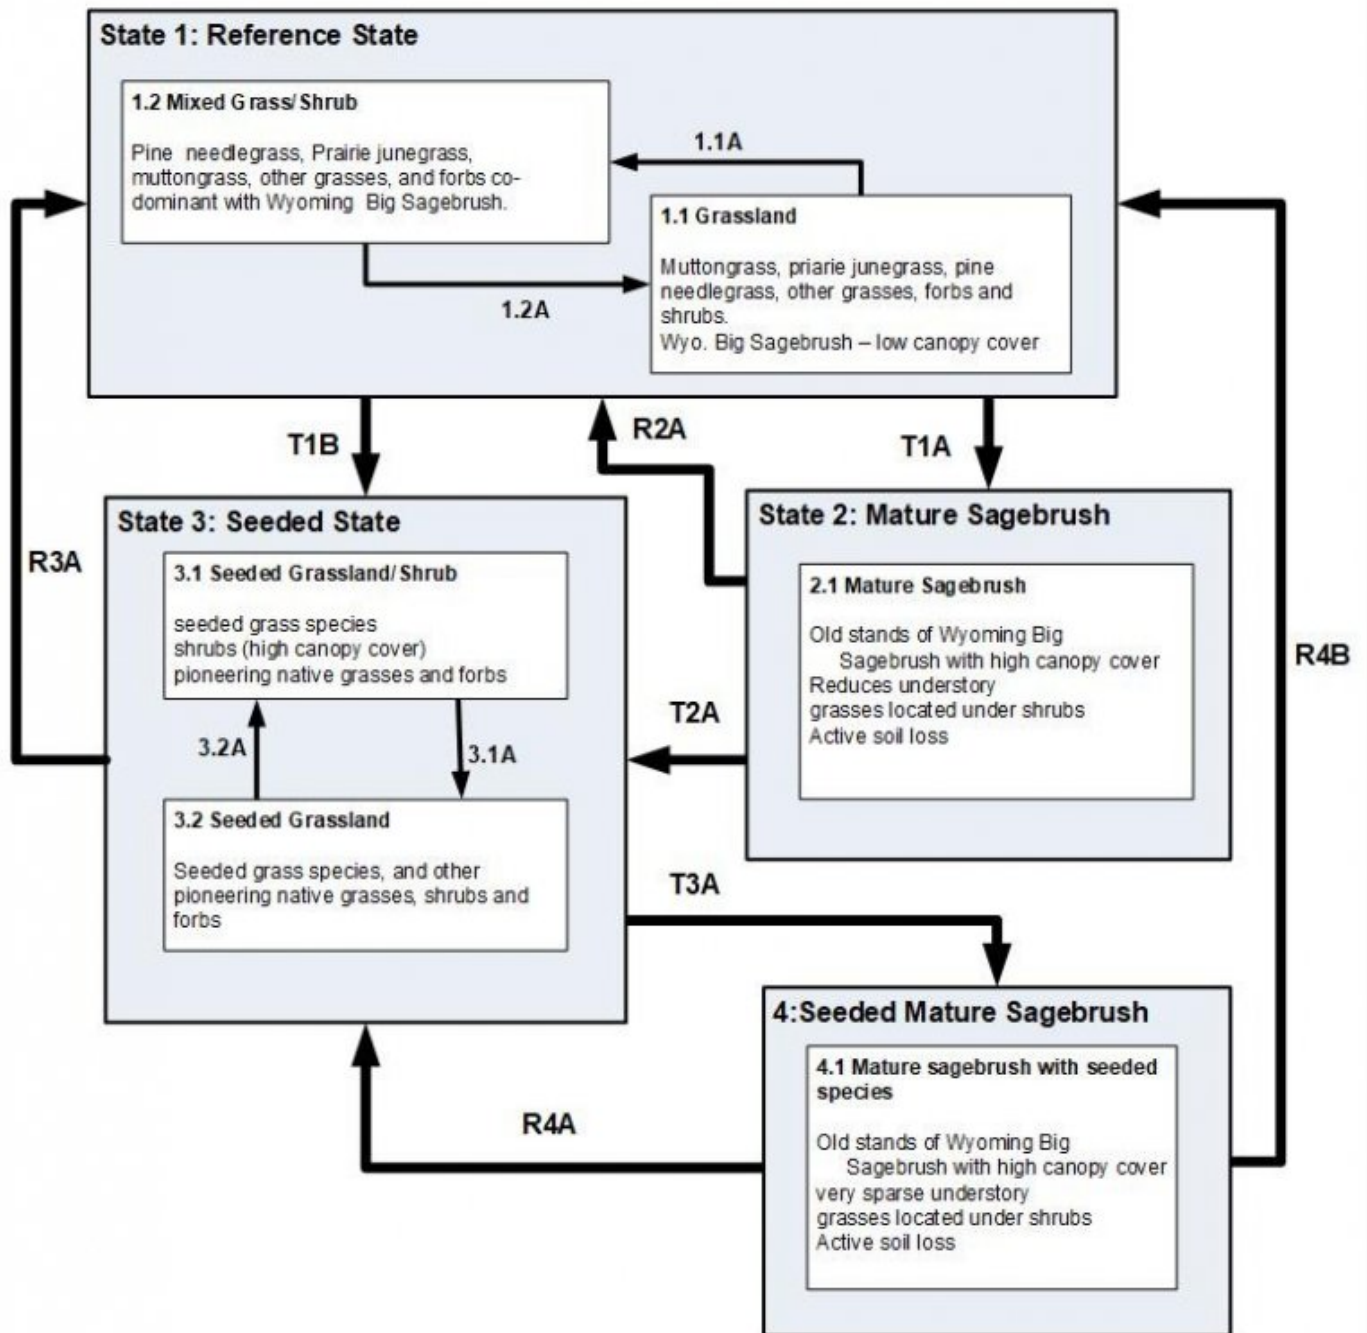 State 1: Reference State
1.2 Mixed Grass/Shrub
Pine needlegrass, Prairie junegrass,
muttongrass, other grasses, and forbs co-
dominant with Wyoming Big Sagebrush.
1.1A
1.1 Grassland
Muttongrass, priarie junegrass, pine
needlegrass, other grasses, forbs and
shrubs.
Wyo. Big Sagebrush – low canopy cover
1.2A
T1B
R2A
T1A
R3A
State 3: Seeded State
3.1 Seeded Grassland/Shrub
seeded grass species
shrubs (high canopy cover)
pioneering native grasses and forbs
3.2A
3.1A
3.2 Seeded Grassland
Seeded grass species, and other
pioneering native grasses, shrubs and
forbs
State 2: Mature Sagebrush
2.1 Mature Sagebrush
Old stands of Wyoming Big
Sagebrush with high canopy cover
Reduces understory
grasses located under shrubs
Active soil loss
R4B
T2A
T3A
4:Seeded Mature Sagebrush
4.1 Mature sagebrush with seeded
species
Old stands of Wyoming Big
Sagebrush with high canopy cover
very sparse understory
grasses located under shrubs
Active soil loss
R4A